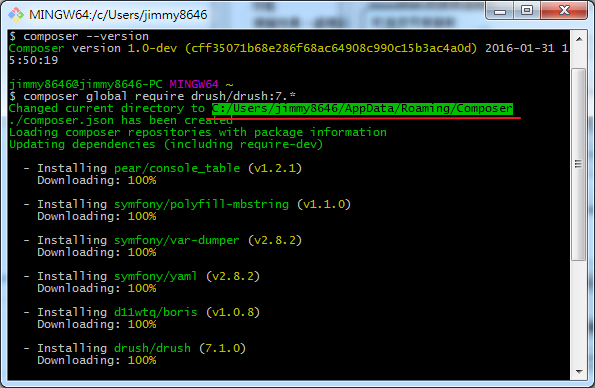 MINGW64:/c/Users/jimmy8646
$ composer --version
Composer version 1.0-dev (cff35071b68e286f68ac64908c990c15b3ac4a0d) 2016-01-31 1
5:50:19
jimmy8646@jimmy8646-PC MINGW64 ~
$ composer global require drush/drush:7.*
Changed current directory to C:/Users/jimmy8646/AppData/Roaming/Composer
./composer.json has been created
Loading composer repositories with package information
Updating dependencies (including require-dev)
- Installing pear/console_table (v1.2.1)
Downloading: 100%
- Installing symfony/polyfill-mbstring (v1.1.0)
Downloading: 100%
- Installing symfony/var-dumper (v2.8.2)
Downloading: 100%
- Installing symfony/yaml (v2.8.2)
Downloading: 100%
- Installing d11wtq/boris (v1.0.8)
Downloading: 100%
- Installing drush/drush (7.1.0)
Downloading: 100%